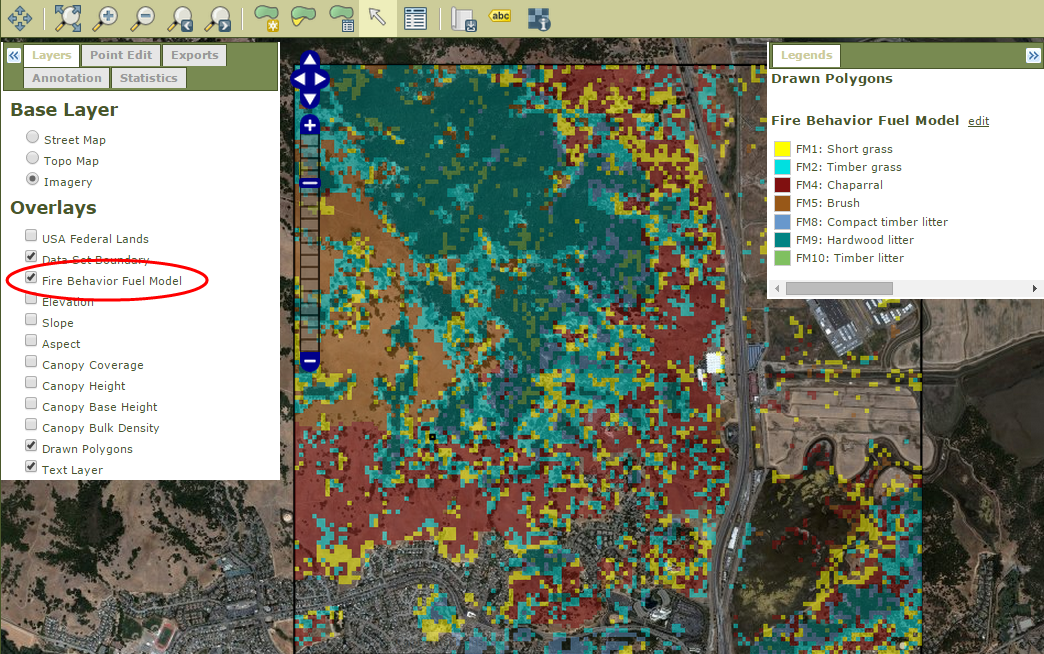 abc
Layers Point Edit Exports
Annotation Statistics
Base Layer
Street Map
Topo Map
Imagery
Overlays
USA Federal Lands
Data Set Boundary
Fire Behavior Fuel Model
Elevation
Slope
Aspect
Canopy Coverage
Canopy Height
Canopy Base Height
Canopy Bulk Density
Drawn Polygons
Text Layer
Legends
Drawn Polygons
Fire Behavior Fuel Model edit
FM1: Short grass
FM2: Timber grass
FM4: Chaparral
FM5: Brush
FM8: Compact timber litter
FM9: Hardwood litter
FM10: Timber litter